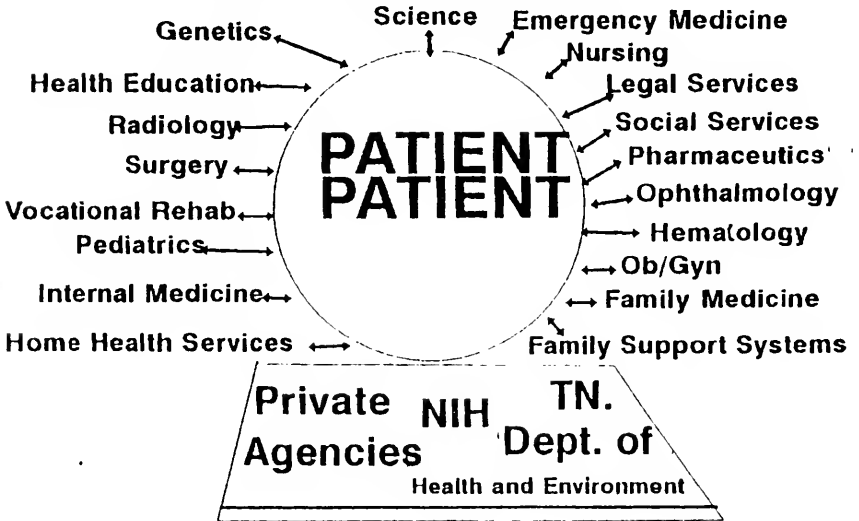 Science
Emergency Medicine
Genetics
Nursing
Health Education
Legal Services
Radiology
Social Services
PATIENT
PATIENT
Surgery
Pharmaceutics
Ophthalmology
Vocational Rehab
Hematology
Pediatrics
Ob/Gyn
Internal Medicine
Family Medicine
Home Health Services
Family Support Systems
Private
Agencies
NIH
TN.
Dept. of
Health and Environment